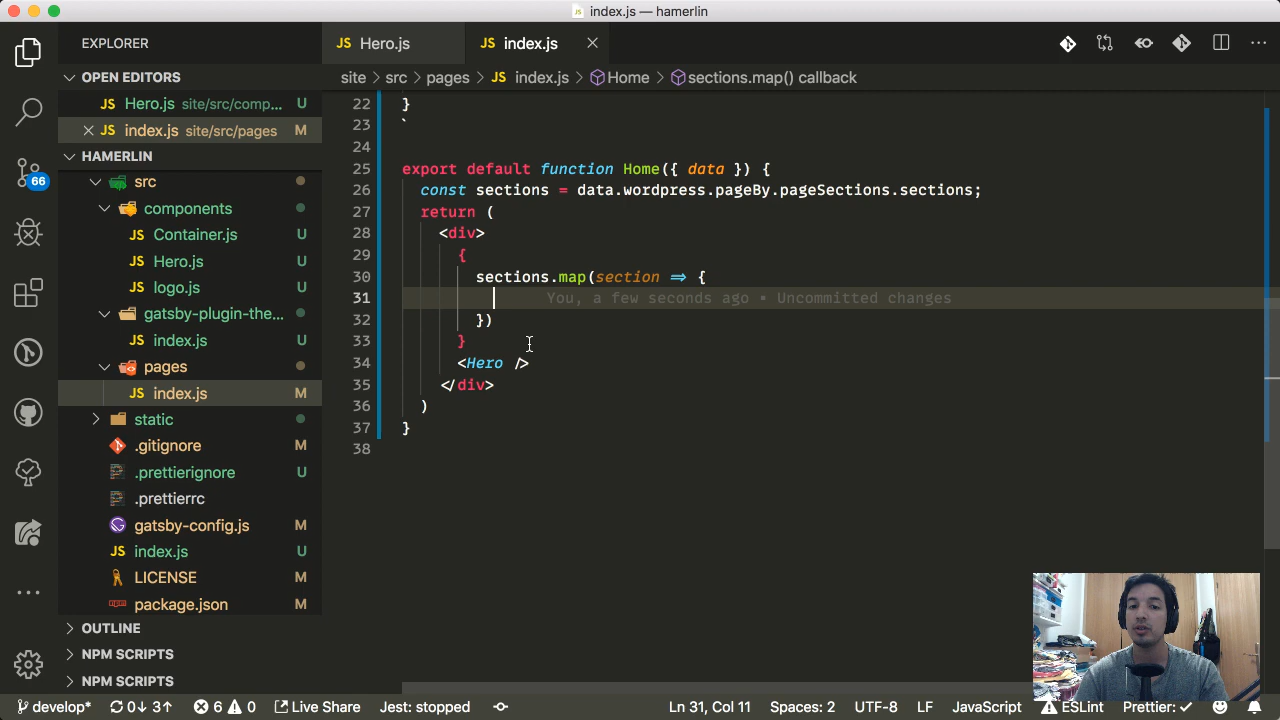 index.js — hamerlin
EXPLORER
Hero.js
index.js
OPEN EDITORS
Hero.js site/src/comp... U
index.js site/src/pages M
HAMERLIN
src
components
Container.js U
Hero.js U
logo.js U
gatsby-plugin-the...
index.js U
pages
index.js M
static
.gitignore M
.prettierignore U
.prettierrc
gatsby-config.js M
index.js U
LICENSE M
package.json M
OUTLINE
NPM SCRIPTS
NPM SCRIPTS
66
site > src > pages > JS index.js > Home > sections.map() callback
22 }
23 `
24
25 export default function Home({ data }) {
26 const sections = data.wordpress.pageBy.pageSections.sections;
27 return (
28 <div>
29 {
30 sections.map(section => {
31 You, a few seconds ago • Uncommitted changes
32 })
33 }
34 <Hero />
35 </div>
36 )
37 }
38
develop* 0↓ 3↑ 6 0 Live Share Jest: stopped Ln 31, Col 11 Spaces: 2 UTF-8 LF JavaScript ESLint Prettier: ✓